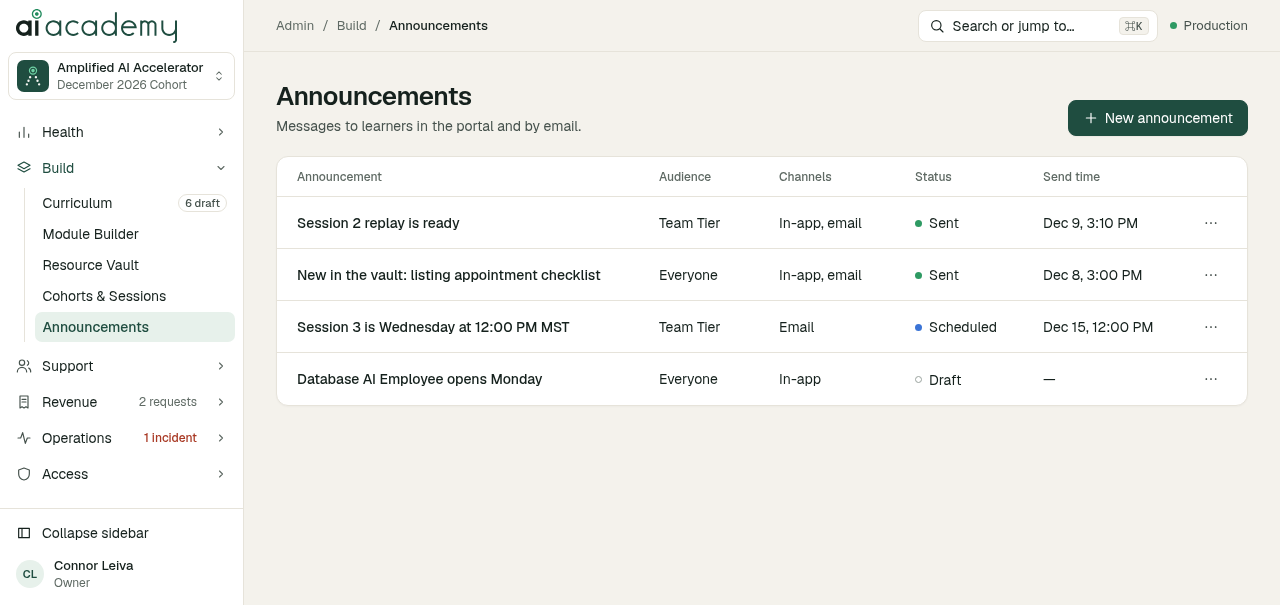 ai academy
Amplified AI Accelerator
December 2026 Cohort
Health
Build
Curriculum 6 draft
Module Builder
Resource Vault
Cohorts & Sessions
Announcements
Support
Revenue 2 requests
Operations 1 incident
Access
Collapse sidebar
CL
Connor Leiva
Owner
Admin / Build / Announcements
Search or jump to… ⌘K
Production
Announcements
Messages to learners in the portal and by email.
New announcement
Announcement Audience Channels Status Send time
Session 2 replay is ready Team Tier In-app, email Sent Dec 9, 3:10 PM ···
New in the vault: listing appointment checklist Everyone In-app, email Sent Dec 8, 3:00 PM ···
Session 3 is Wednesday at 12:00 PM MST Team Tier Email Scheduled Dec 15, 12:00 PM ···
Database AI Employee opens Monday Everyone In-app Draft — ···